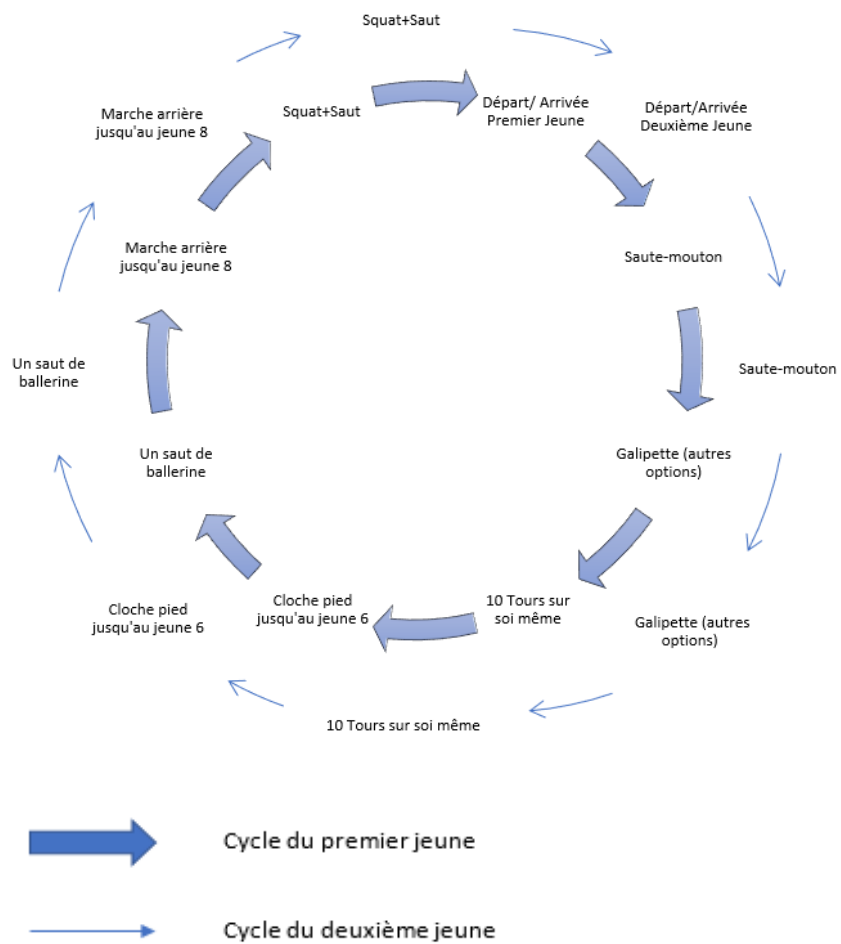 Squat+Saut
Squat+Saut
Départ/ Arrivée
Premier Jeune
Départ/Arrivée
Deuxième Jeune
Marche arrière
jusqu'au jeune 8
Marche arrière
jusqu'au jeune 8
Saute-mouton
Saute-mouton
Un saut de
ballerine
Un saut de
ballerine
Galipette (autres
options)
Cloche pied
jusqu'au jeune 6
Cloche pied
jusqu'au jeune 6
10 Tours sur
soi même
Galipette (autres
options)
10 Tours sur soi même
Cycle du premier jeune
Cycle du deuxième jeune